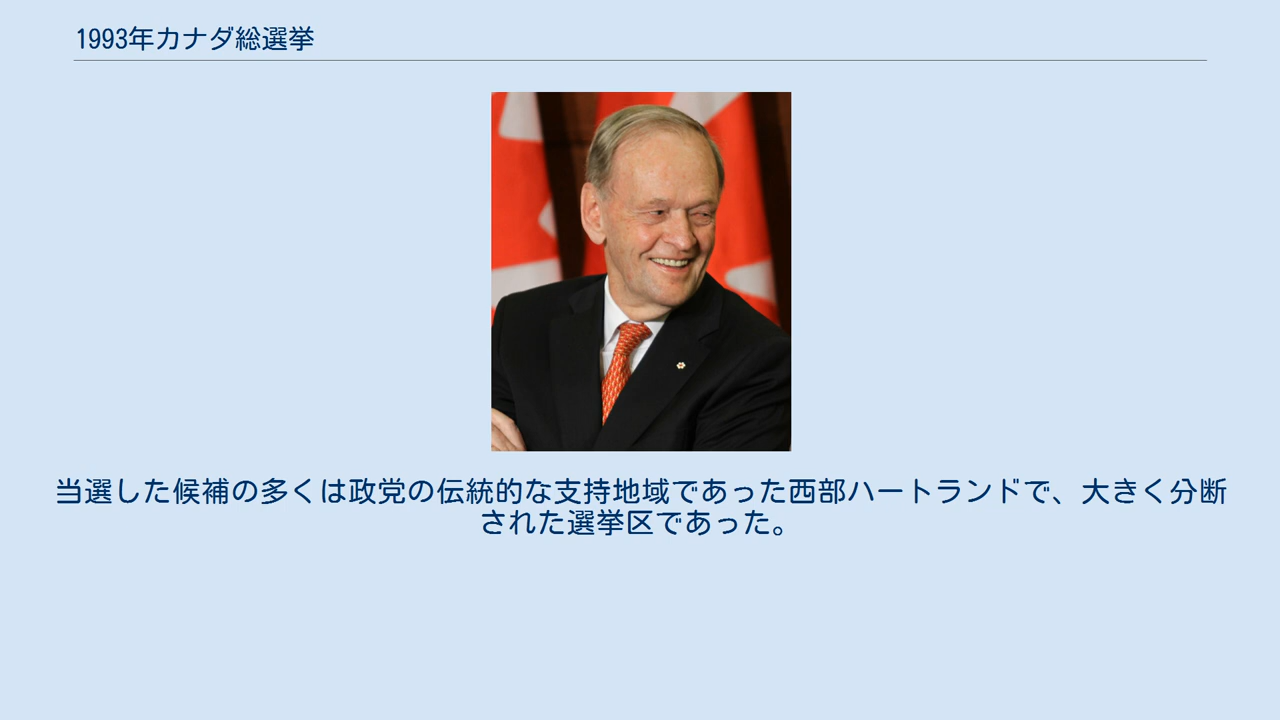 1993年カナダ総選挙
当選した候補の多くは政党の伝統的な支持地域であった西部ハートランドで、大きく分断
された選挙区であった。